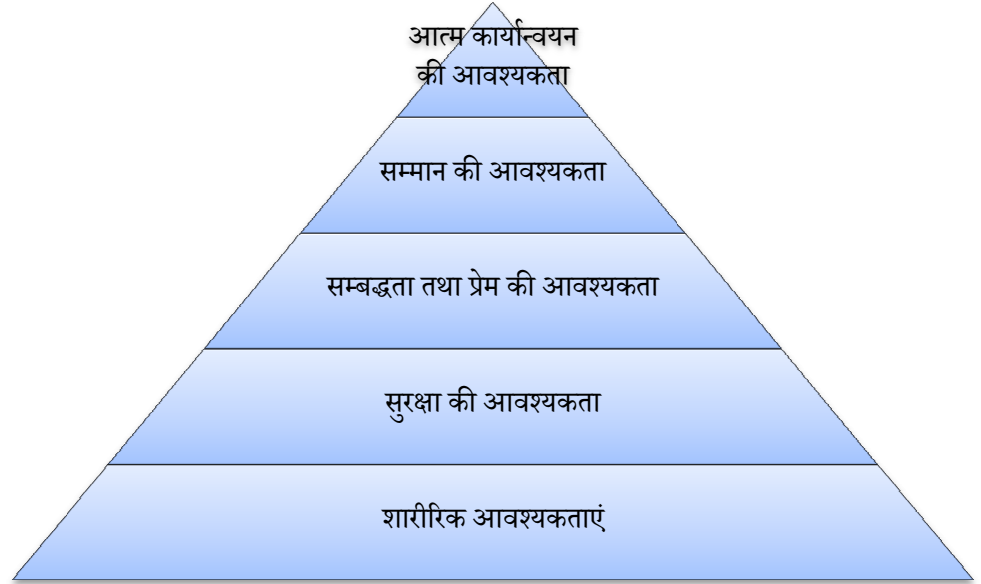 आत्म कार्यान्वयन
की आवश्यकता
सम्मान की आवश्यकता
सम्बद्धता तथा प्रेम की आवश्यकता
सुरक्षा की आवश्यकता
शारीरिक आवश्यकताएं